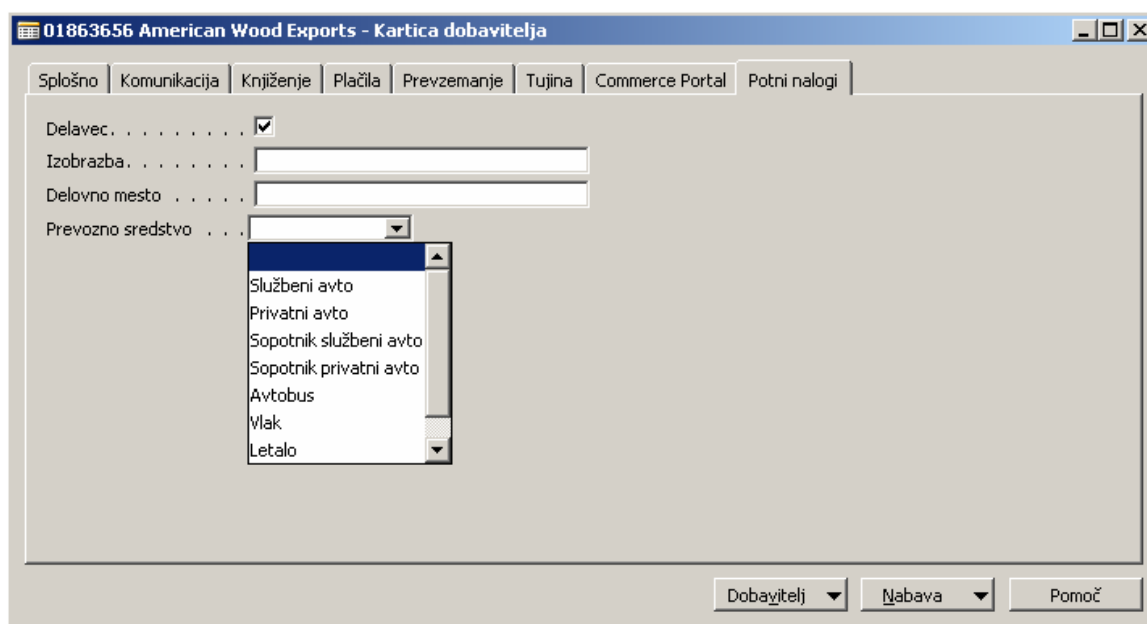 01863656 American Wood Exports - Kartica dobavitelja
Splošno Komunikacija Knjiženje Plačila Prevzemanje Tujina Commerce Portal Potni nalogi
Delavec. . . . . . . . . .
Izobrazba. . . . . . . .
Delovno mesto . . . . .
Prevozno sredstvo . . .
Službeni avto
Privatni avto
Sopotnik službeni avto
Sopotnik privatni avto
Avtobus
Vlak
Letalo
Dobavitelj Nabava Pomoč